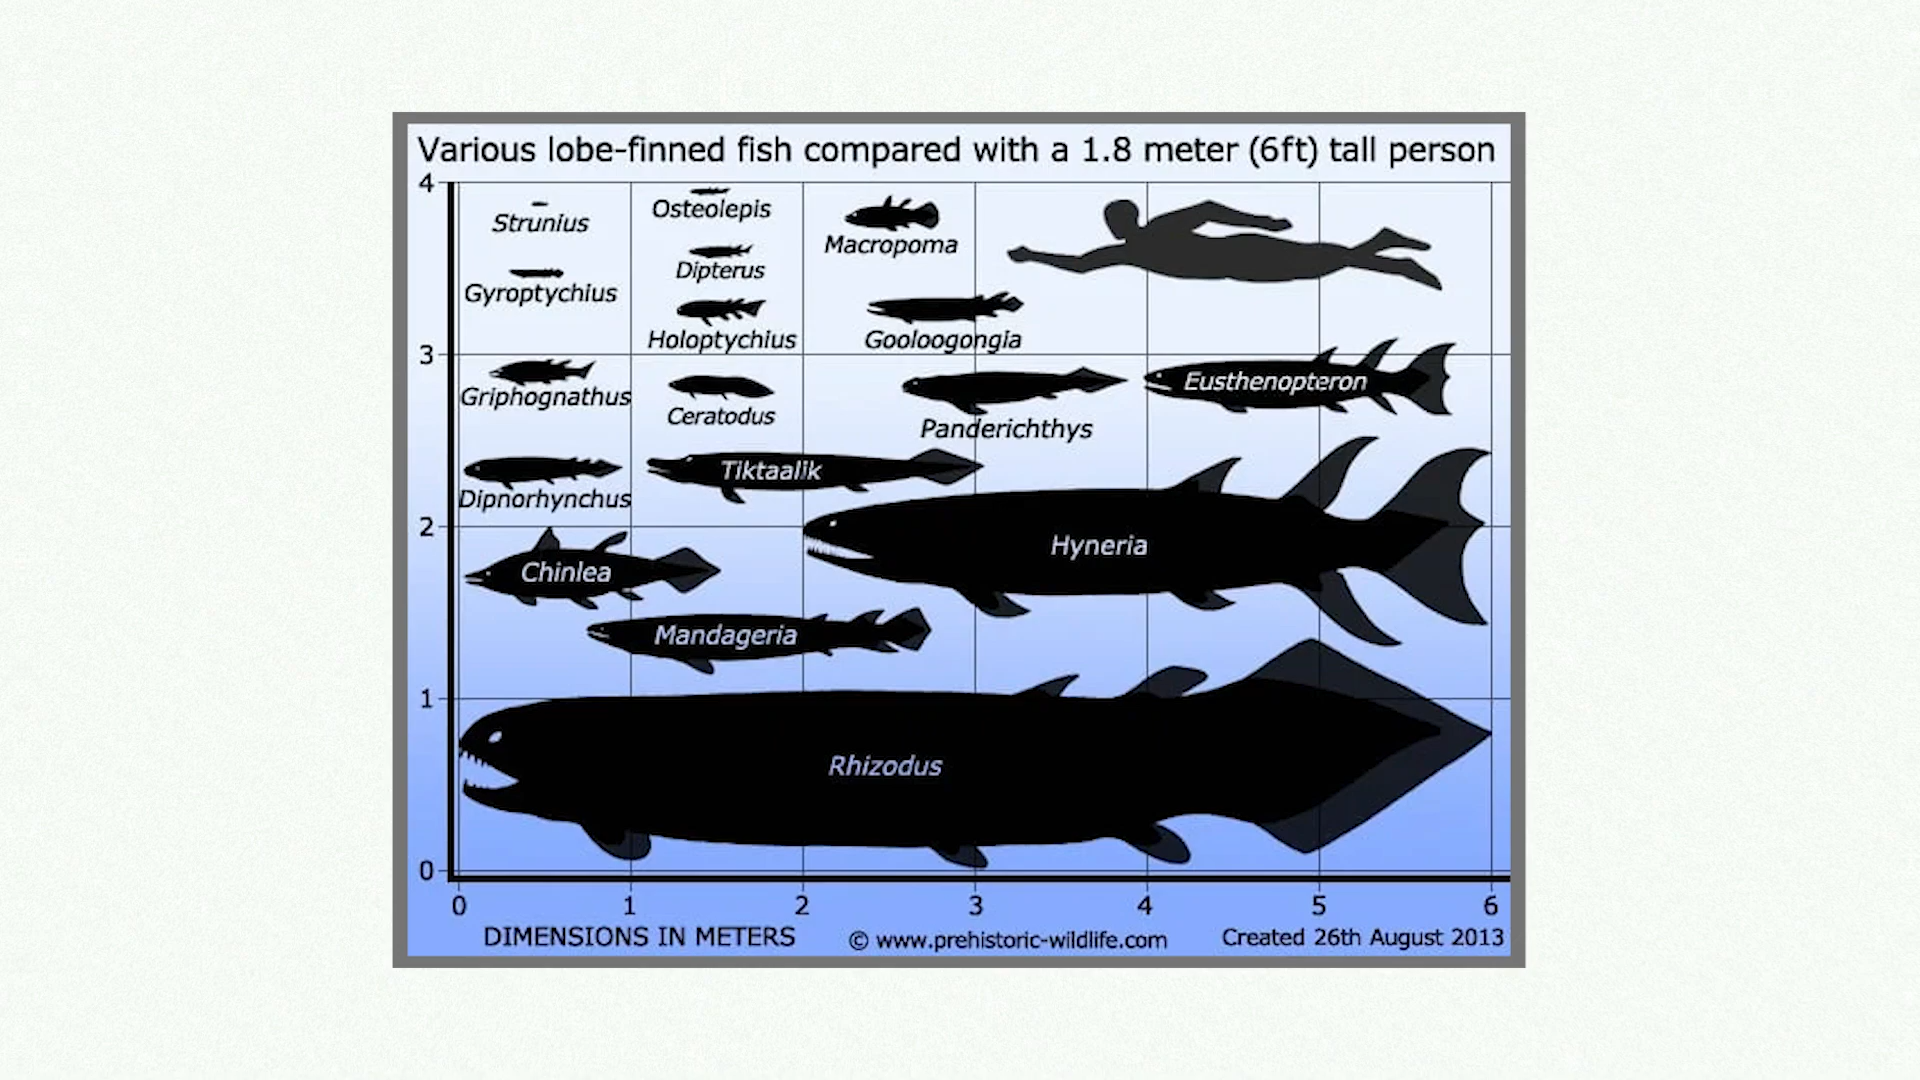 Various lobe-finned fish compared with a 1.8 meter (6ft) tall person
4
Strunius
Osteolepis
Macropoma
Dipterus
Gyroptychius
Holoptychius
Gooloogongia
3
Griphognathus
Ceratodus
Panderichthys
Eusthenopteron
Dipnorhynchus
Tiktaalik
2
Chinlea
Hyneria
Mandageria
1
Rhizodus
0
0 1 2 3 4 5 6
DIMENSIONS IN METERS © www.prehistoric-wildlife.com Created 26th August 2013